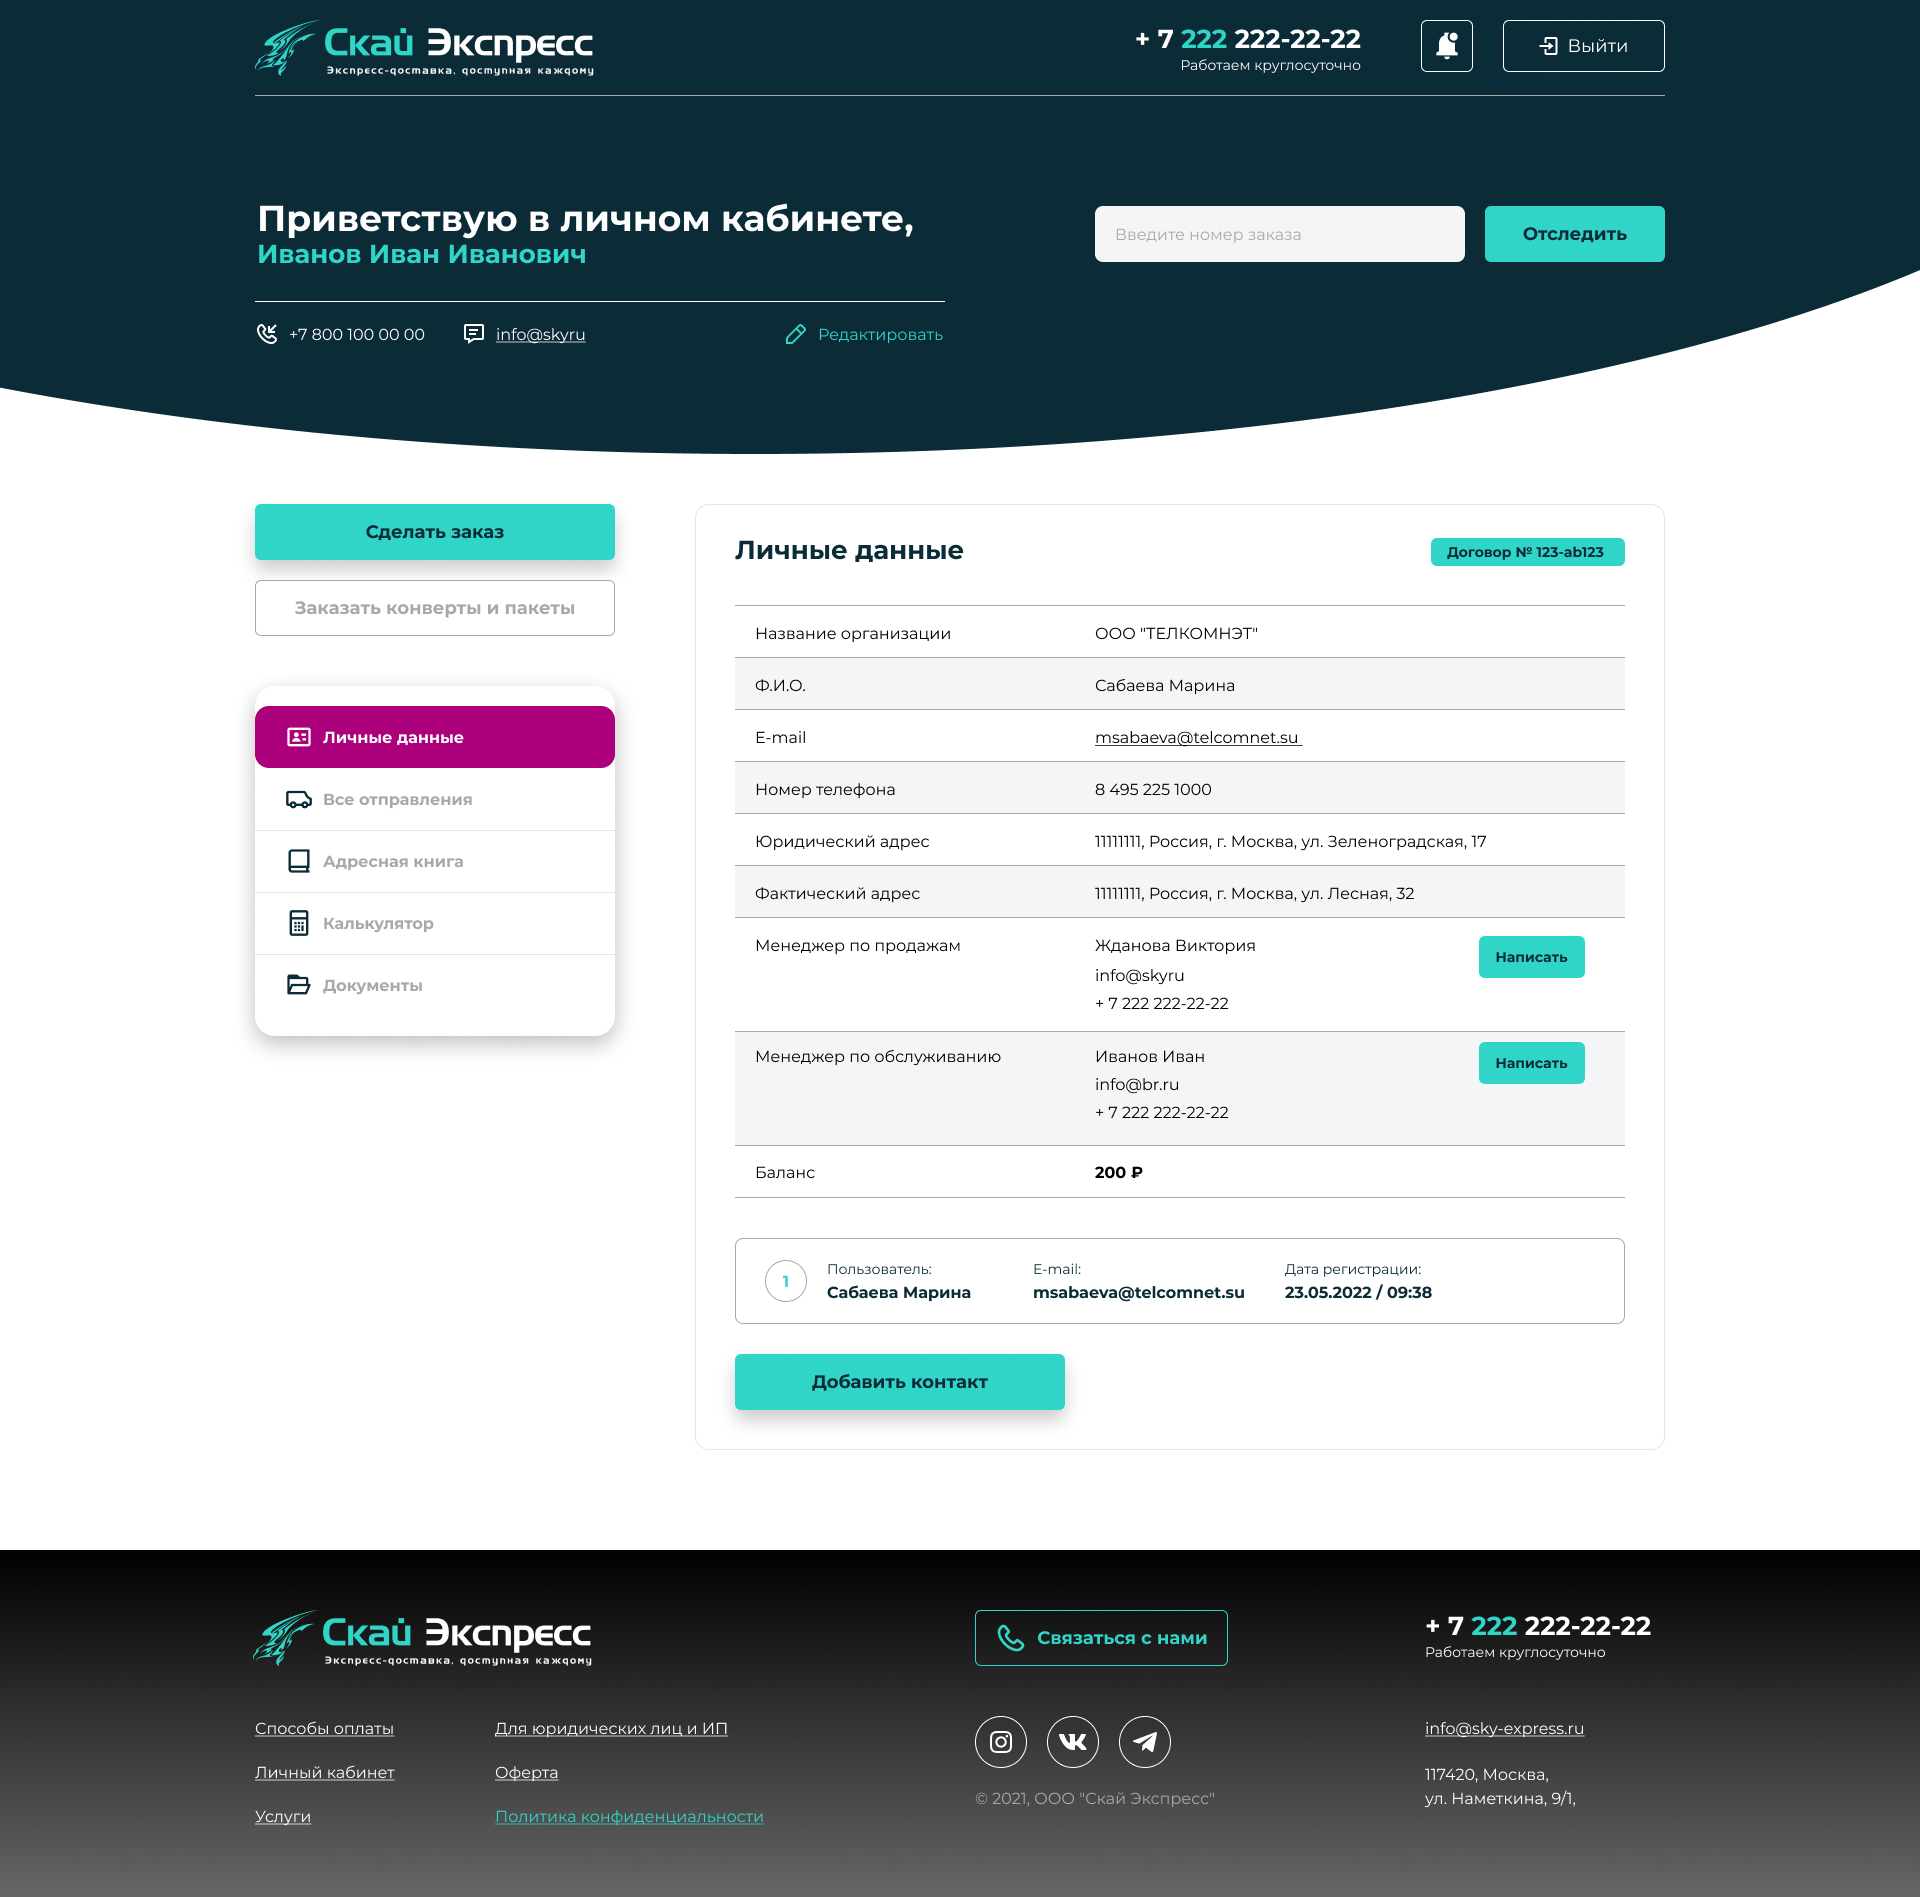 Скай Экспресс
Экспресс-доставка, доступная каждому
+ 7 222 222-22-22
Работаем круглосуточно
Выйти
Приветствую в личном кабинете,
Иванов Иван Иванович
Введите номер заказа
Отследить
+7 800 100 00 00
info@skyru
Редактировать
Сделать заказ
Заказать конверты и пакеты
Личные данные
Все отправления
Адресная книга
Калькулятор
Документы
Личные данные
Договор № 123-ab123
Название организации
ООО "ТЕЛКОМНЭТ"
Ф.И.О.
Сабаева Марина
E-mail
msabaeva@telcomnet.su
Номер телефона
8 495 225 1000
Юридический адрес
11111111, Россия, г. Москва, ул. Зеленоградская, 17
Фактический адрес
11111111, Россия, г. Москва, ул. Лесная, 32
Менеджер по продажам
Жданова Виктория
info@skyru
+ 7 222 222-22-22
Написать
Менеджер по обслуживанию
Иванов Иван
info@br.ru
+ 7 222 222-22-22
Написать
Баланс
200 ₽
1
Пользователь:
Сабаева Марина
E-mail:
msabaeva@telcomnet.su
Дата регистрации:
23.05.2022 / 09:38
Добавить контакт
Скай Экспресс
Экспресс-доставка, доступная каждому
Связаться с нами
+ 7 222 222-22-22
Работаем круглосуточно
Способы оплаты
Для юридических лиц и ИП
Личный кабинет
Оферта
Услуги
Политика конфиденциальности
© 2021, ООО "Скай Экспресс"
info@sky-express.ru
117420, Москва,
ул. Наметкина, 9/1,